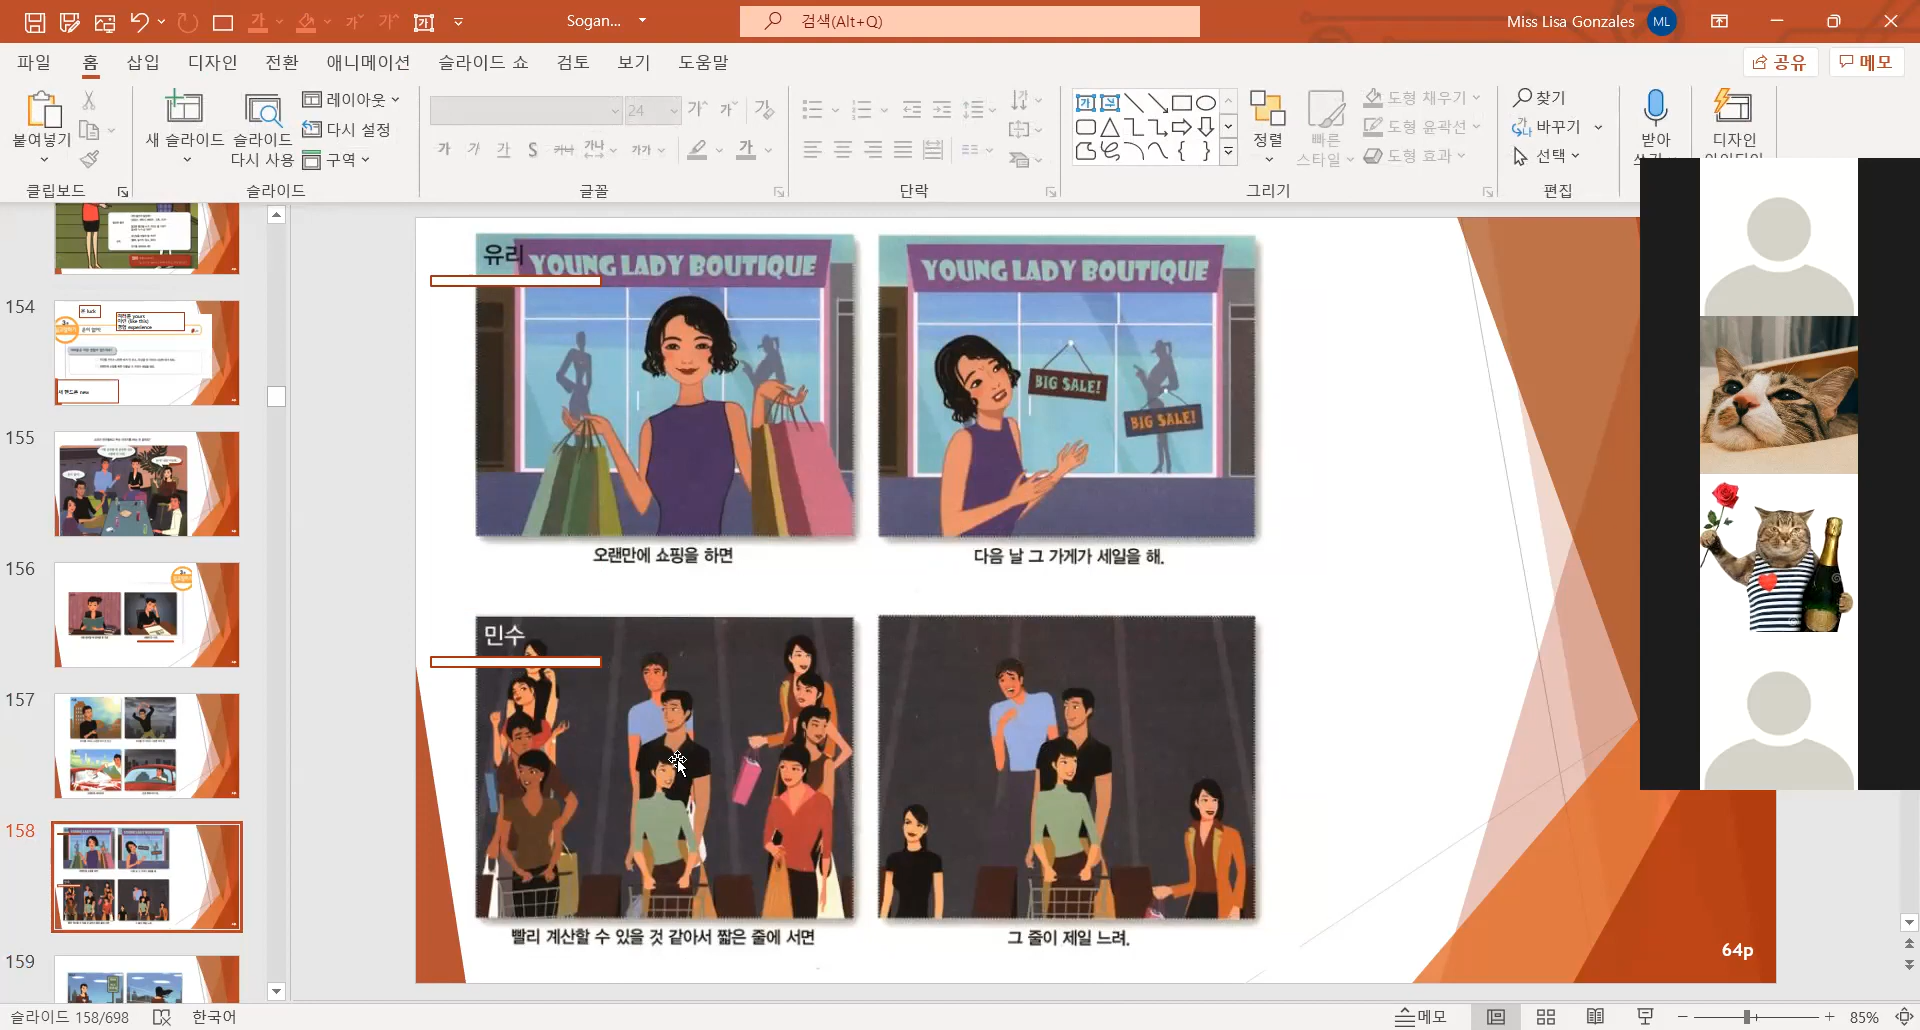 Sogan...
검색(Alt+Q)
Miss Lisa Gonzales
ML
파일
홈
삽입
디자인
전환
애니메이션
슬라이드 쇼
검토
보기
도움말
공유
메모
붙여넣기
클립보드
새 슬라이드
슬라이드 다시 사용
레이아웃
다시 설정
구역
슬라이드
24
글꼴
단락
정렬
빠른 스타일
도형 채우기
도형 윤곽선
도형 효과
그리기
찾기
바꾸기
선택
편집
받아
디자인
154
155
156
157
158
159
유리
YOUNG LADY BOUTIQUE
YOUNG LADY BOUTIQUE
BIG SALE!
BIG SALE!
오랜만에 쇼핑을 하면
다음 날 그 가게가 세일을 해.
민수
빨리 계산할 수 있을 것 같아서 짧은 줄에 서면
그 줄이 제일 느려.
64p
슬라이드 158/698
한국어
메모
85%